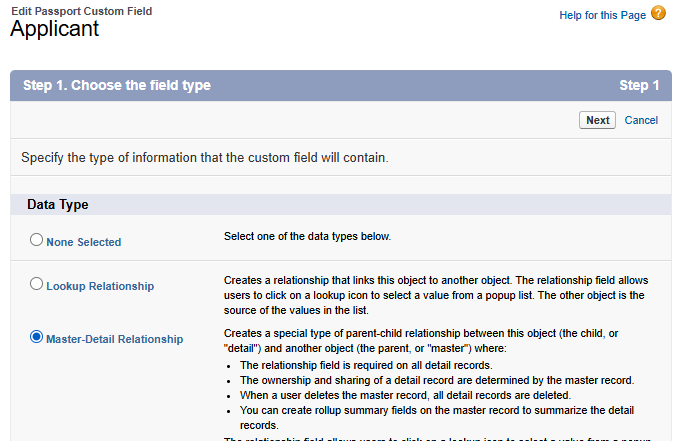 Edit Passport Custom Field
Applicant
Help for this Page ?
Step 1. Choose the field type
Step 1
Next
Cancel
Specify the type of information that the custom field will contain.
Data Type
None Selected
Select one of the data types below.
Lookup Relationship
Creates a relationship that links this object to another object. The relationship field allows
users to click on a lookup icon to select a value from a popup list. The other object is the
source of the values in the list.
Master-Detail Relationship
Creates a special type of parent-child relationship between this object (the child, or
"detail") and another object (the parent, or "master") where:
• The relationship field is required on all detail records.
• The ownership and sharing of a detail record are determined by the master record.
• When a user deletes the master record, all detail records are deleted.
• You can create rollup summary fields on the master record to summarize the detail
records.
The relationship field allows users to click on a lookup icon to select a value from a popup